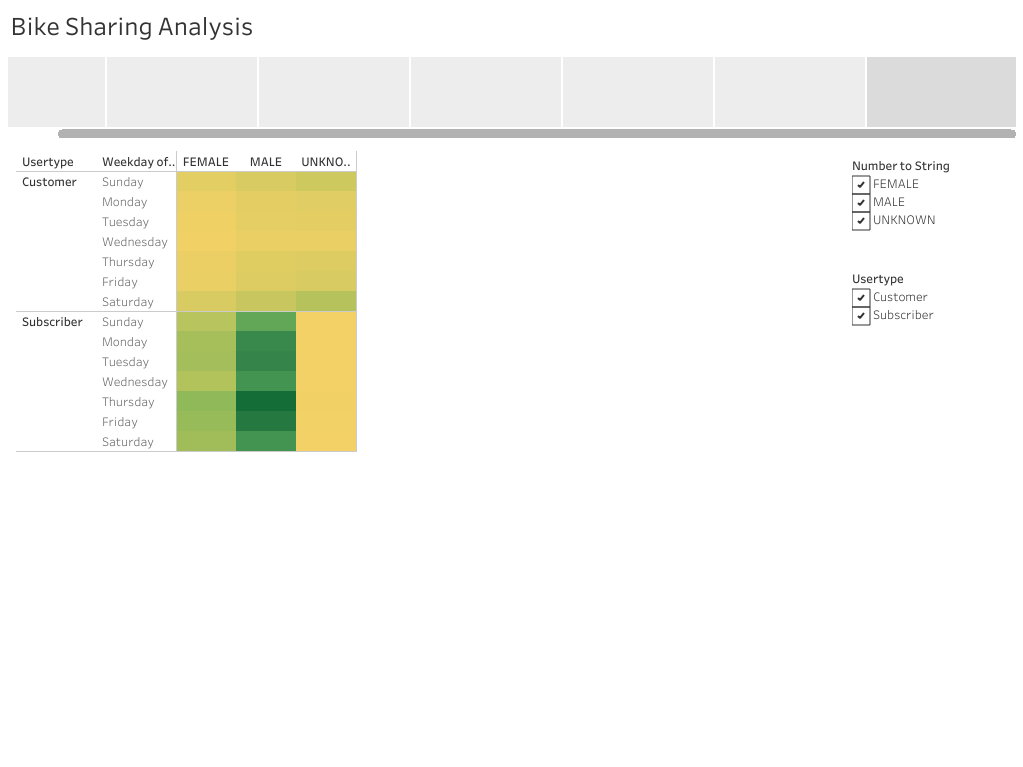 Bike Sharing Analysis
Usertype Weekday of.. FEMALE MALE UNKNO..
Customer Sunday
Monday
Tuesday
Wednesday
Thursday
Friday
Saturday
Subscriber Sunday
Monday
Tuesday
Wednesday
Thursday
Friday
Saturday
Number to String
FEMALE
MALE
UNKNOWN
Usertype
Customer
Subscriber